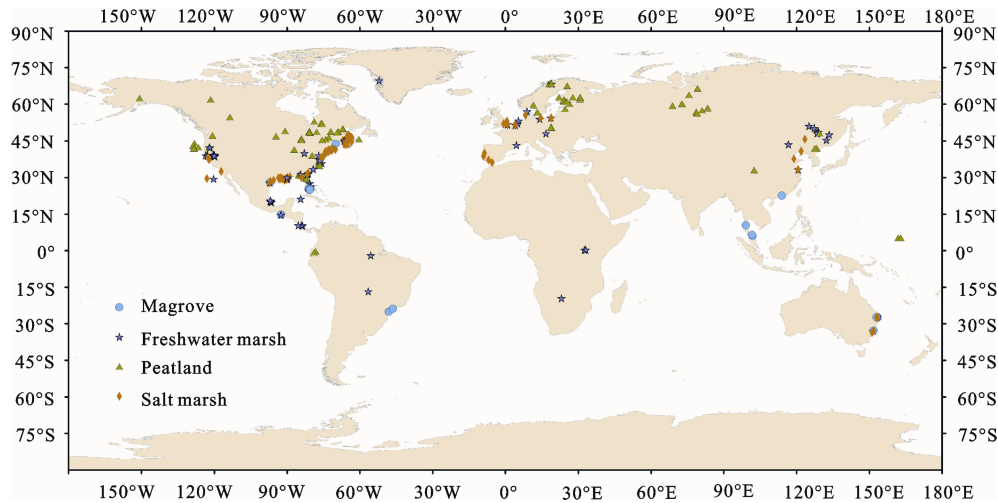 150°W 120°W 90°W 60°W 0° 30°E 60°E 90°E 120°E 150°E 180°E
90°N 90°N
75°N 75°N
60°N 60°N
45°N 45°N
30°N 30°N
15°N 15°N
0° 0°
15°S 15°S
30°S 30°S
45°S 45°S
60°S 60°S
75°S 75°S
Magrove
Freshwater marsh
Peatland
Salt marsh
150°W 120°W 90°W 60°W 30°W 0° 30°E 60°E 90°E 120°E 150°E 180°E